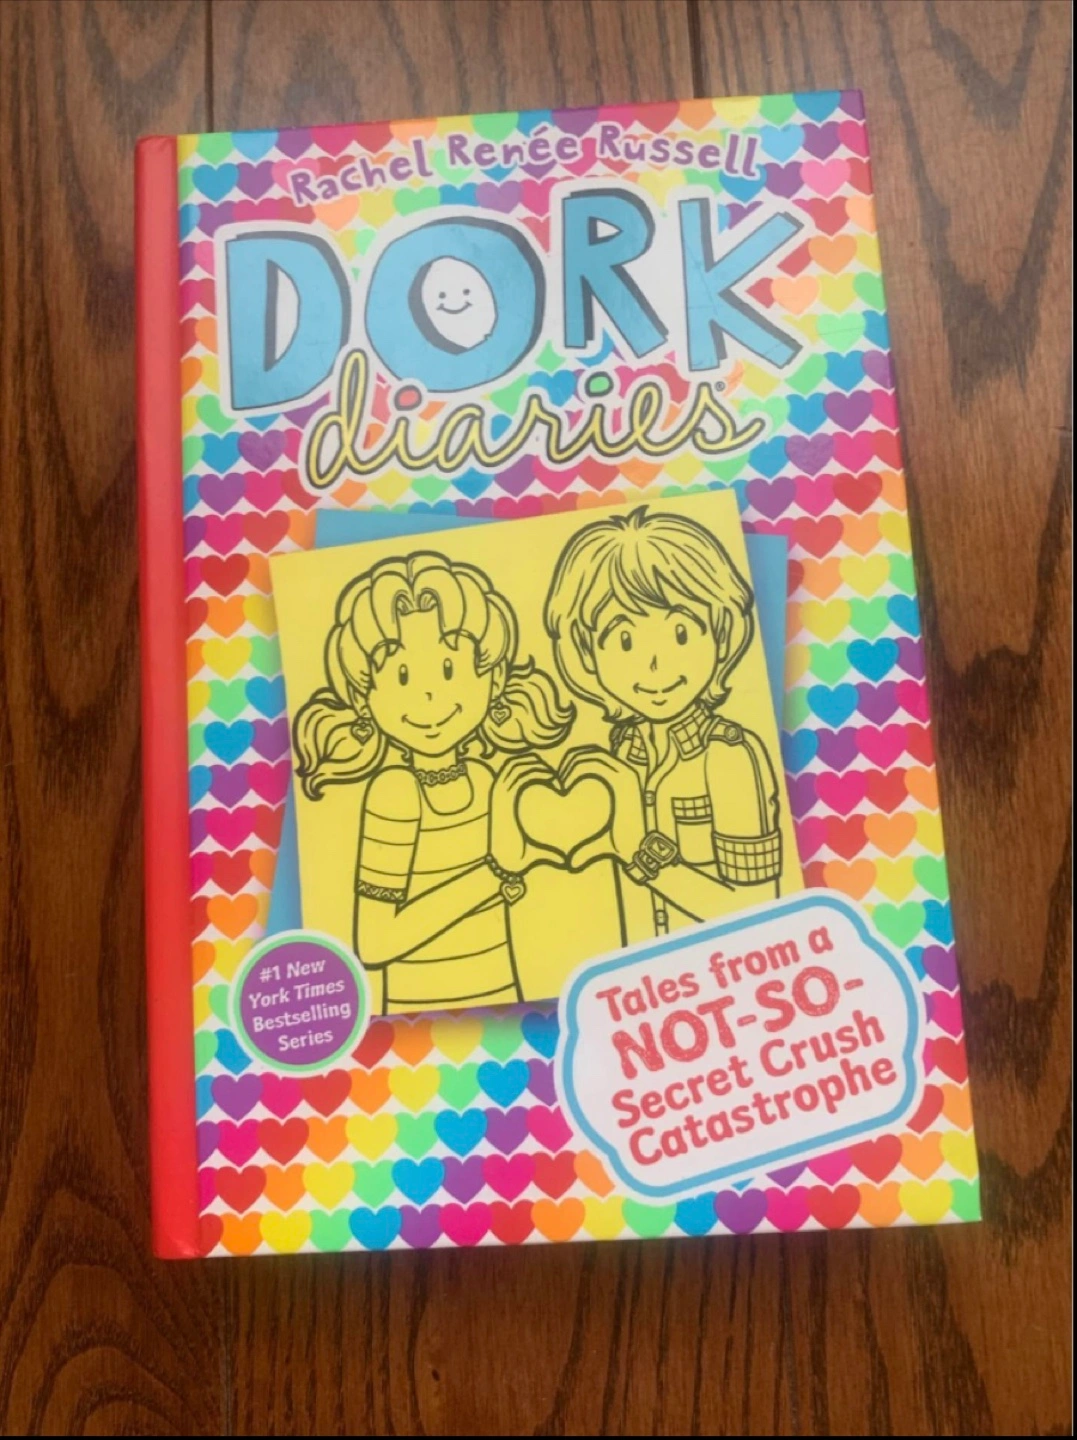 Rachel Renée Russell
DORK
diaries®
#1 New
York Times
Bestselling
Series
Tales from a
NOT-SO-
Secret Crush
Catastrophe